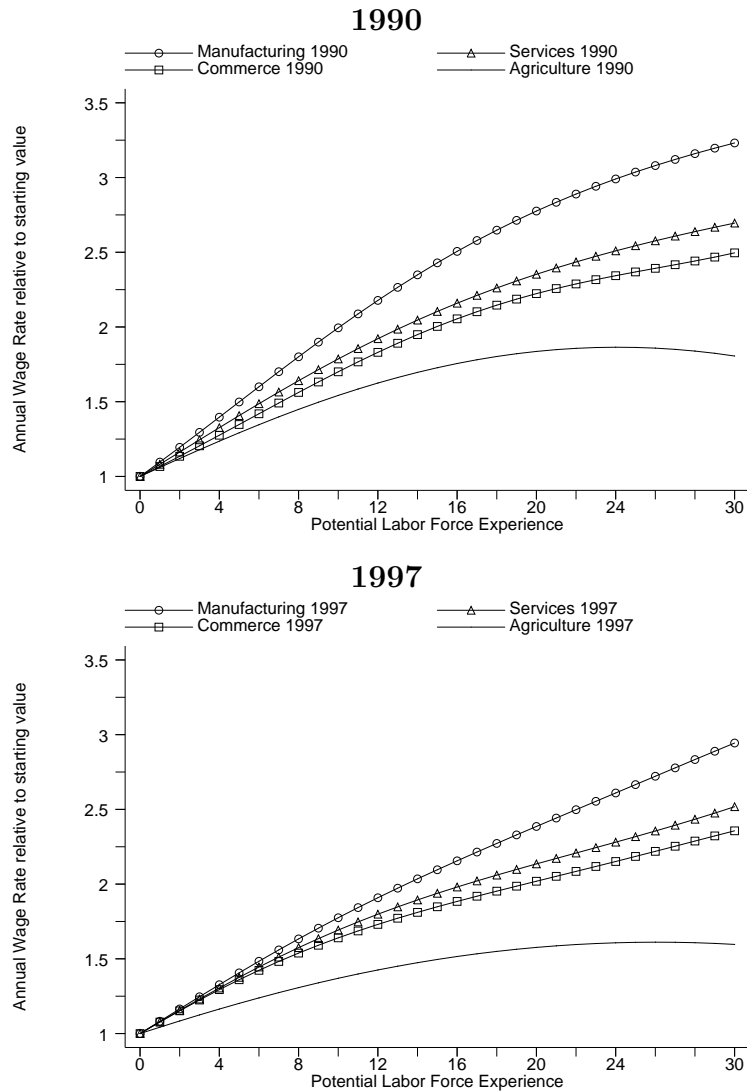 1990
Manufacturing 1990 Services 1990
Commerce 1990 Agriculture 1990
Annual Wage Rate relative to starting value
3.5
3
2.5
2
1.5
1
0 4 8 12 16 20 24 30
Potential Labor Force Experience
1997
Manufacturing 1997 Services 1997
Commerce 1997 Agriculture 1997
Annual Wage Rate relative to starting value
3.5
3
2.5
2
1.5
1
0 4 8 12 16 20 24 30
Potential Labor Force Experience